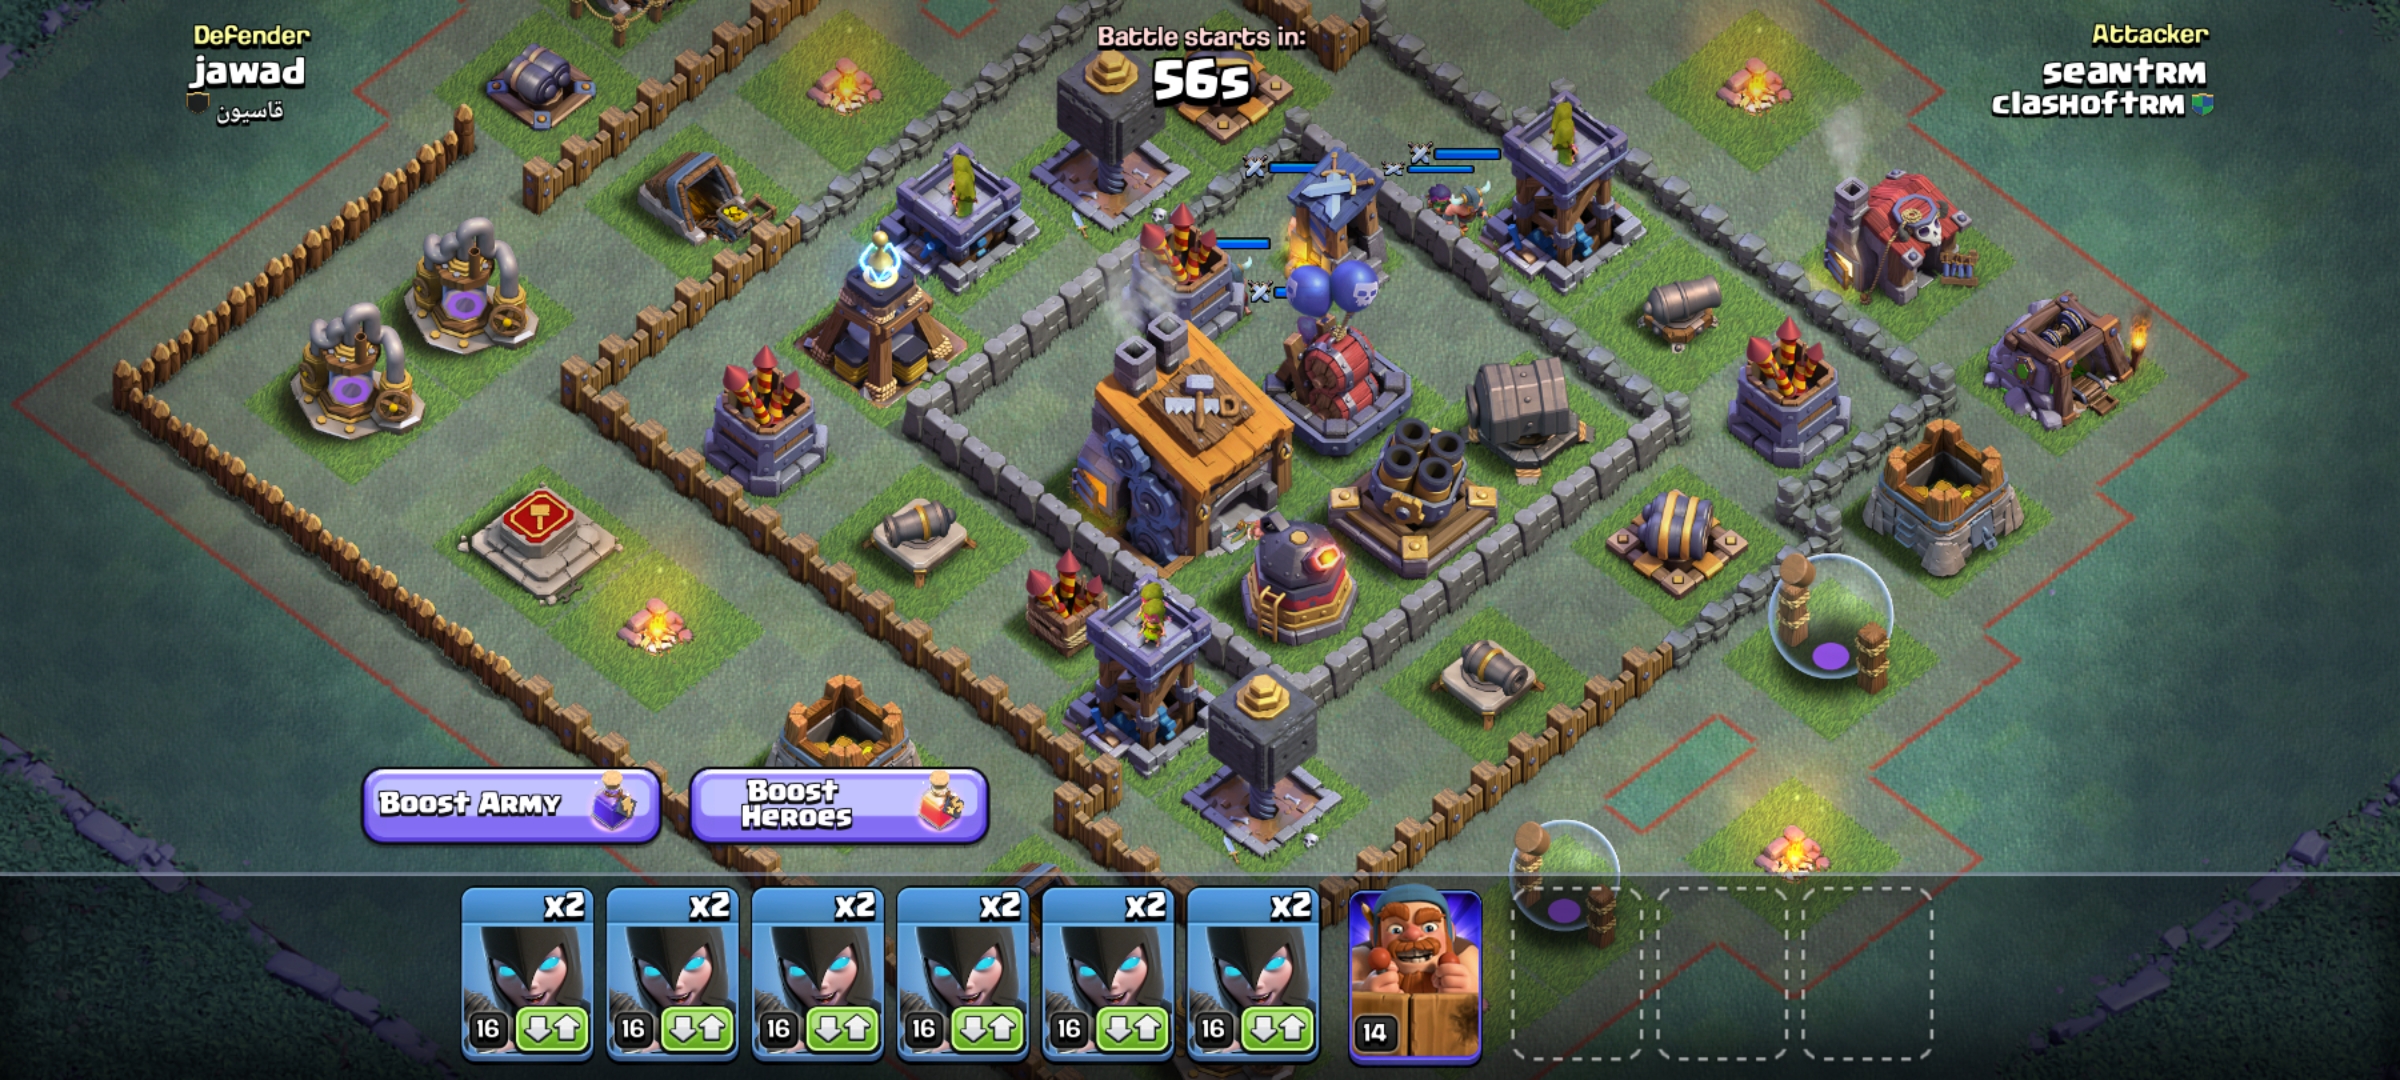 Defender
jawad
قاسيون
Battle starts in:
56s
Attacker
seantRM
clashoftRM
Boost Army
Boost Heroes
x2
x2
x2
x2
x2
x2
16
16
16
16
16
16
14